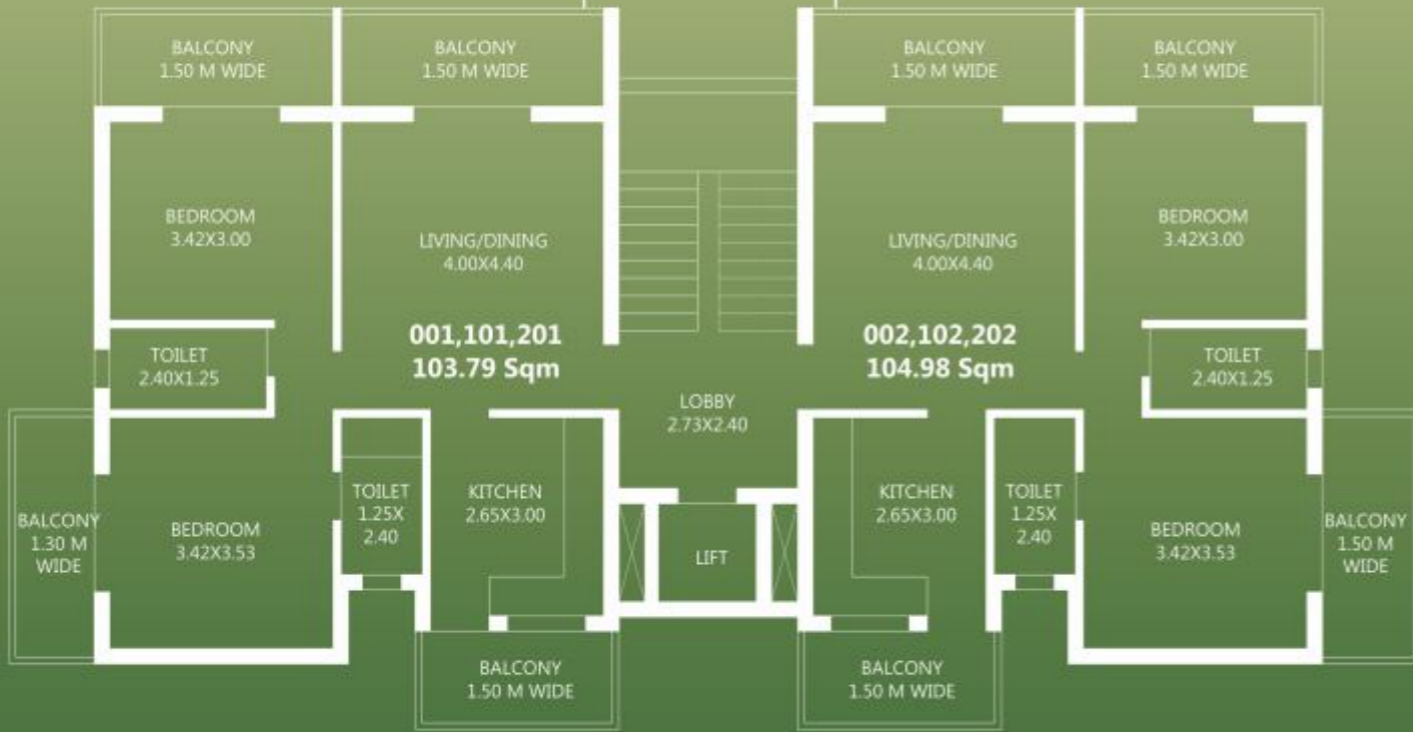 BALCONY
1.50 M WIDE
BALCONY
1.50 M WIDE
BALCONY
1.50 M WIDE
BALCONY
1.50 M WIDE
BEDROOM
3.42X3.00
LIVING/DINING
4.00X4.40
LIVING/DINING
4.00X4.40
BEDROOM
3.42X3.00
001,101,201
103.79 Sqm
002,102,202
104.98 Sqm
TOILET
2.40X1.25
TOILET
2.40X1.25
LOBBY
2.73X2.40
BALCONY
1.30 M
WIDE
BEDROOM
3.42X3.53
TOILET
1.25X
2.40
KITCHEN
2.65X3.00
LIFT
KITCHEN
2.65X3.00
TOILET
1.25X
2.40
BEDROOM
3.42X3.53
BALCONY
1.50 M
WIDE
BALCONY
1.50 M WIDE
BALCONY
1.50 M WIDE